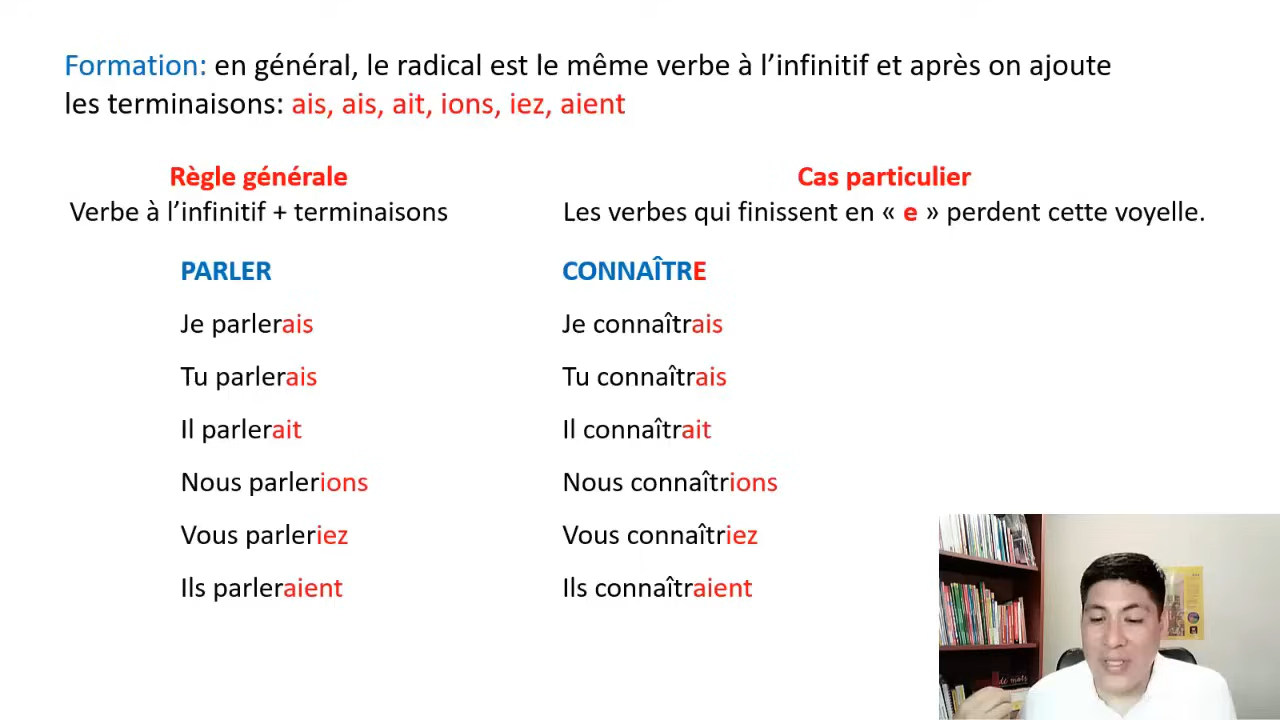 Formation: en général, le radical est le même verbe à l’infinitif et après on ajoute
les terminaisons: ais, ais, ait, ions, iez, aient
Règle générale
Verbe à l’infinitif + terminaisons
PARLER
Je parlerais
Tu parlerais
Il parlerait
Nous parlerions
Vous parleriez
Ils parleraient
Cas particulier
Les verbes qui finissent en « e » perdent cette voyelle.
CONNAÎTRE
Je connaîtrais
Tu connaîtrais
Il connaîtrait
Nous connaîtrions
Vous connaîtriez
Ils connaîtraient
de mots